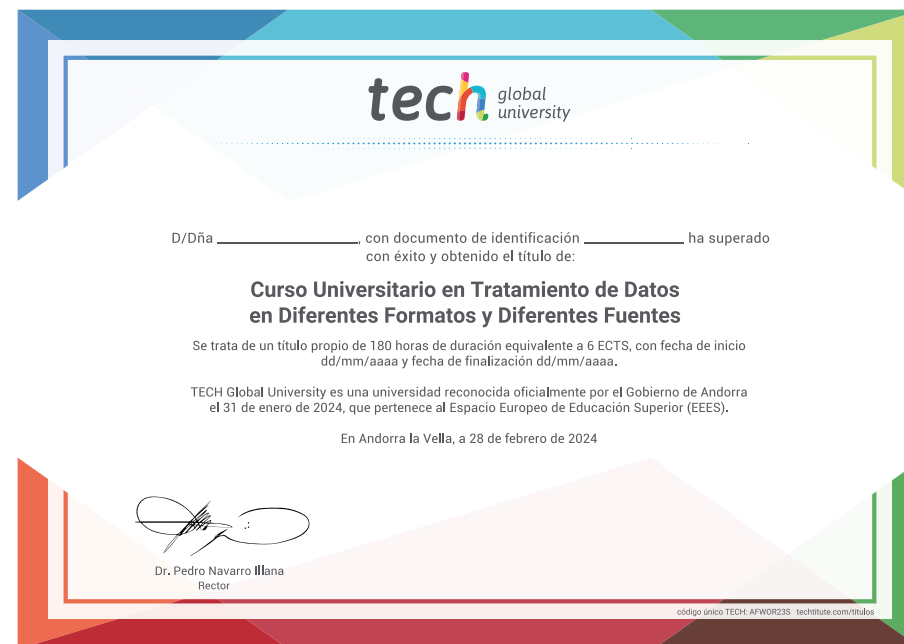 tech global
university
D/Dña ____________________, con documento de identificación ______________ ha superado
con éxito y obtenido el título de:
Curso Universitario en Tratamiento de Datos
en Diferentes Formatos y Diferentes Fuentes
Se trata de un título propio de 180 horas de duración equivalente a 6 ECTS, con fecha de inicio
dd/mm/aaaa y fecha de finalización dd/mm/aaaa.
TECH Global University es una universidad reconocida oficialmente por el Gobierno de Andorra
el 31 de enero de 2024, que pertenece al Espacio Europeo de Educación Superior (EEES).
En Andorra la Vella, a 28 de febrero de 2024
Dr. Pedro Navarro Illana
Rector
código único TECH: AFWOR23S techtitute.com/titulos